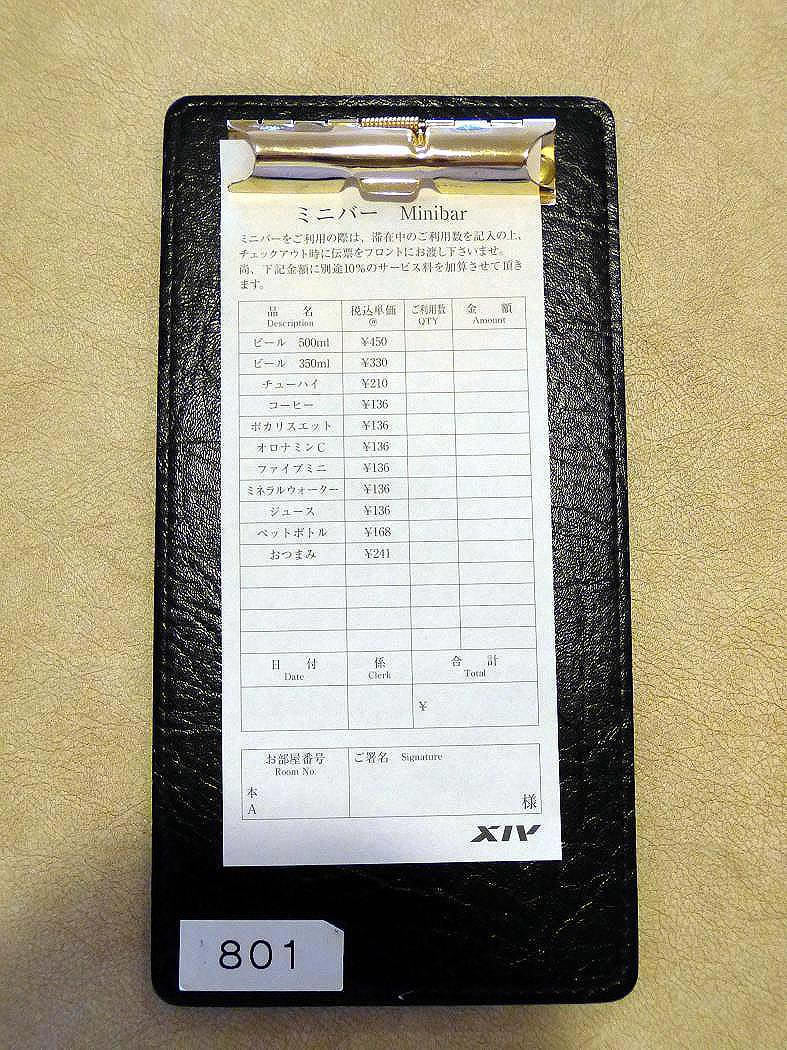 ミニバー Minibar
ミニバーをご利用の際は、滞在中のご利用数を記入の上、
チェックアウト時に伝票をフロントにお渡し下さいませ。
尚、下記金額に別途10%のサービス料を加算させて頂き
ます。
品 名 税込単価 ご利用数 金 額
Description @ QTY Amount
ビール 500ml ¥450
ビール 350ml ¥330
チューハイ ¥210
コーヒー ¥136
ポカリスエット ¥136
オロナミンC ¥136
ファイブミニ ¥136
ミネラルウォーター ¥136
ジュース ¥136
ペットボトル ¥168
おつまみ ¥241
日 付 係 合 計
Date Clerk Total
¥
お部屋番号 ご署名 Signature
Room No.
本
A 様
XIV
801